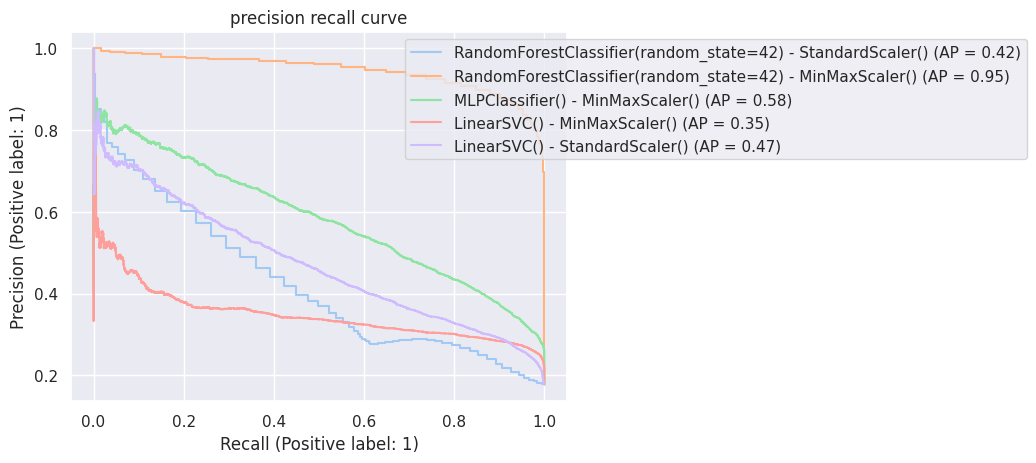 precision recall curve
RandomForestClassifier(random_state=42) - StandardScaler() (AP = 0.42)
RandomForestClassifier(random_state=42) - MinMaxScaler() (AP = 0.95)
MLPClassifier() - MinMaxScaler() (AP = 0.58)
LinearSVC() - MinMaxScaler() (AP = 0.35)
LinearSVC() - StandardScaler() (AP = 0.47)
Precision (Positive label: 1)
1.0
0.8
0.6
0.4
0.2
0.0 0.2 0.4 0.6 0.8 1.0
Recall (Positive label: 1)